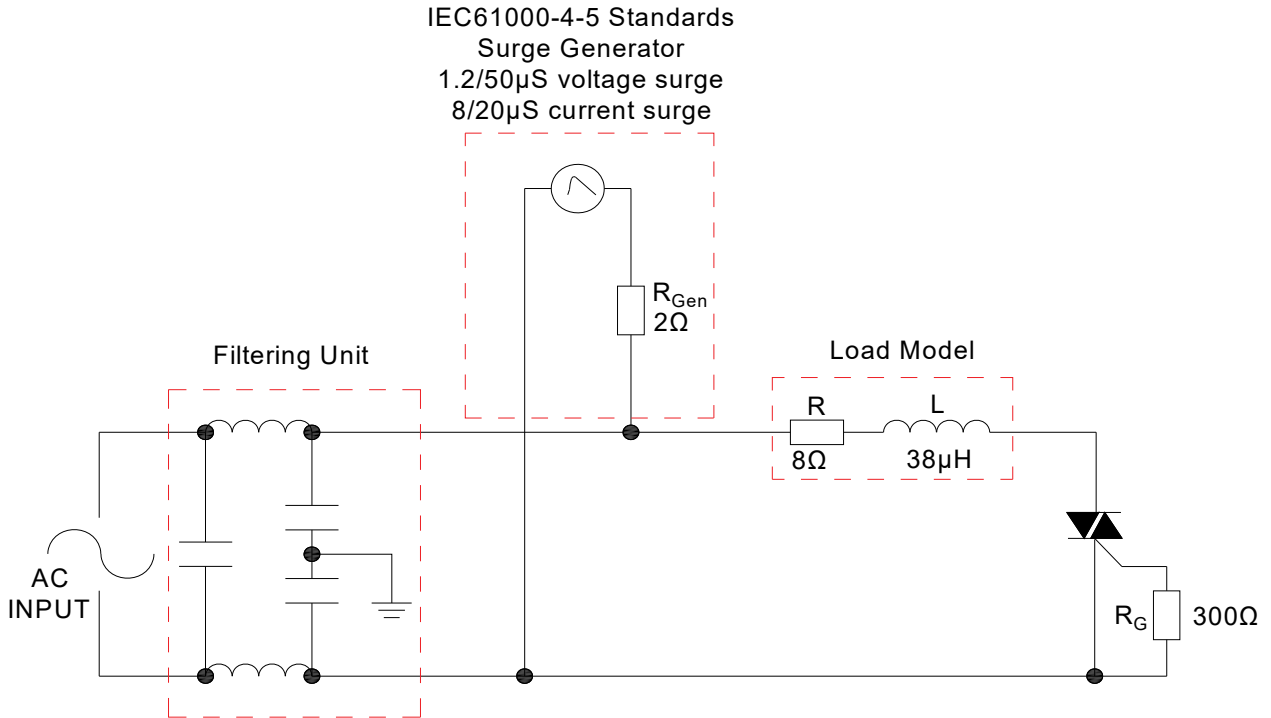 IEC61000-4-5 Standards
Surge Generator
1.2/50μS voltage surge
8/20μS current surge
R_Gen
2Ω
Filtering Unit
Load Model
R
L
8Ω
38μH
AC
INPUT
R_G
300Ω